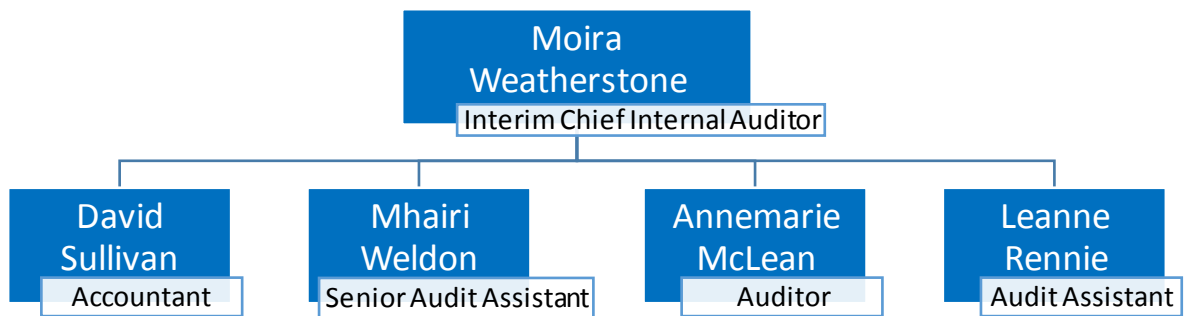 Moira
Weatherstone
Interim Chief Internal Auditor
David
Sullivan
Accountant
Mhairi
Weldon
Senior Audit Assistant
Annemarie
McLean
Auditor
Leanne
Rennie
Audit Assistant